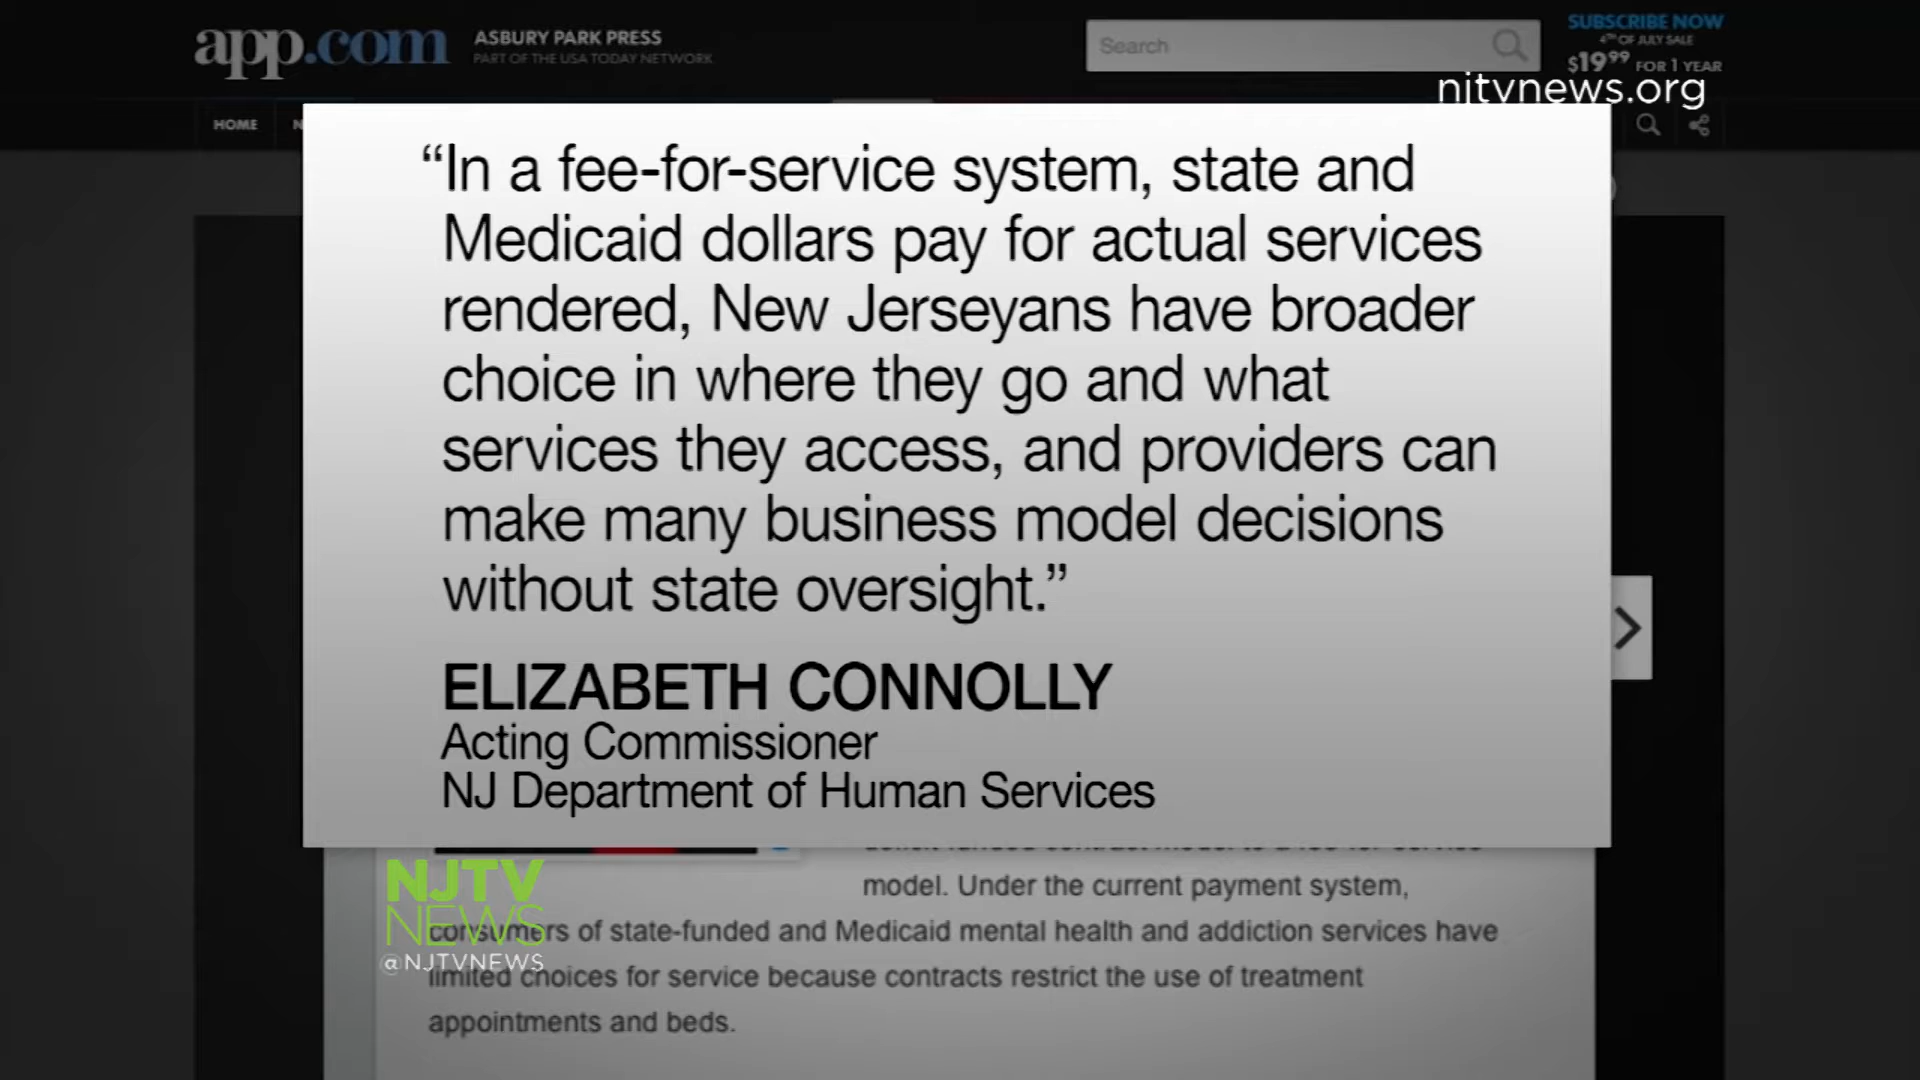 app.com
ASBURY PARK PRESS
PART OF THE USA TODAY NETWORK
Search
SUBSCRIBE NOW
4TH OF JULY SALE
$19.99 FOR 1 YEAR
njtvnews.org
HOME
N
“In a fee-for-service system, state and
Medicaid dollars pay for actual services
rendered, New Jerseyans have broader
choice in where they go and what
services they access, and providers can
make many business model decisions
without state oversight.”
ELIZABETH CONNOLLY
Acting Commissioner
NJ Department of Human Services
model. Under the current payment system,
consumers of state-funded and Medicaid mental health and addiction services have
limited choices for service because contracts restrict the use of treatment
appointments and beds.
NJTV
NEWS
@NJTVNEWS